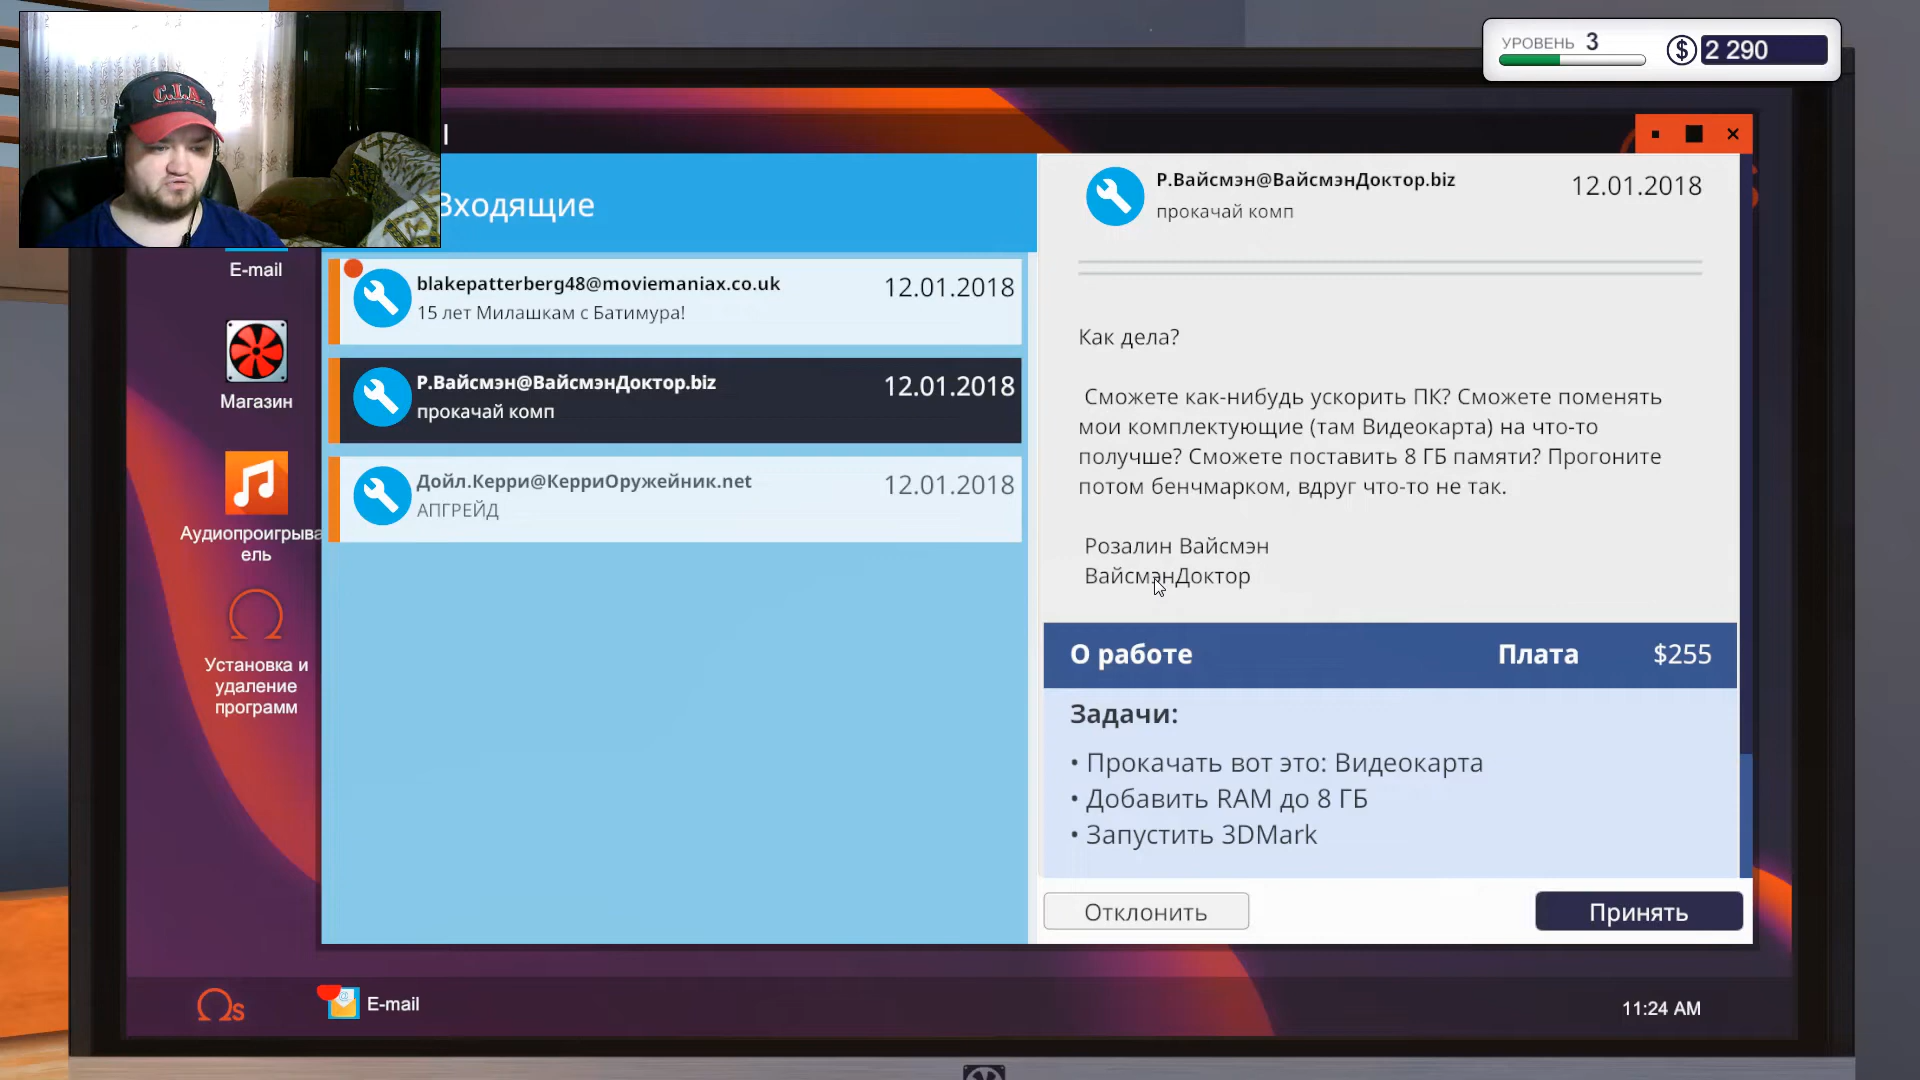 C.I.A.
УРОВЕНЬ 3
$ 2 290
Входящие
E-mail
Магазин
Аудиопроигрыва
ель
Установка и
удаление
программ
blakepatterberg48@moviemaniax.co.uk
12.01.2018
15 лет Милашкам с Батимура!
Р.Вайсмэн@ВайсмэнДоктор.biz
12.01.2018
прокачай комп
Дойл.Керри@КерриОружейник.net
12.01.2018
АПГРЕЙД
Р.Вайсмэн@ВайсмэнДоктор.biz
12.01.2018
прокачай комп
Как дела?
Сможете как-нибудь ускорить ПК? Сможете поменять
мои комплектующие (там Видеокарта) на что-то
получше? Сможете поставить 8 ГБ памяти? Прогоните
потом бенчмарком, вдруг что-то не так.
Розалин Вайсмэн
ВайсмэнДоктор
О работе Плата $255
Задачи:
• Прокачать вот это: Видеокарта
• Добавить RAM до 8 ГБ
• Запустить 3DMark
Отклонить
Принять
Ωs
E-mail
11:24 AM